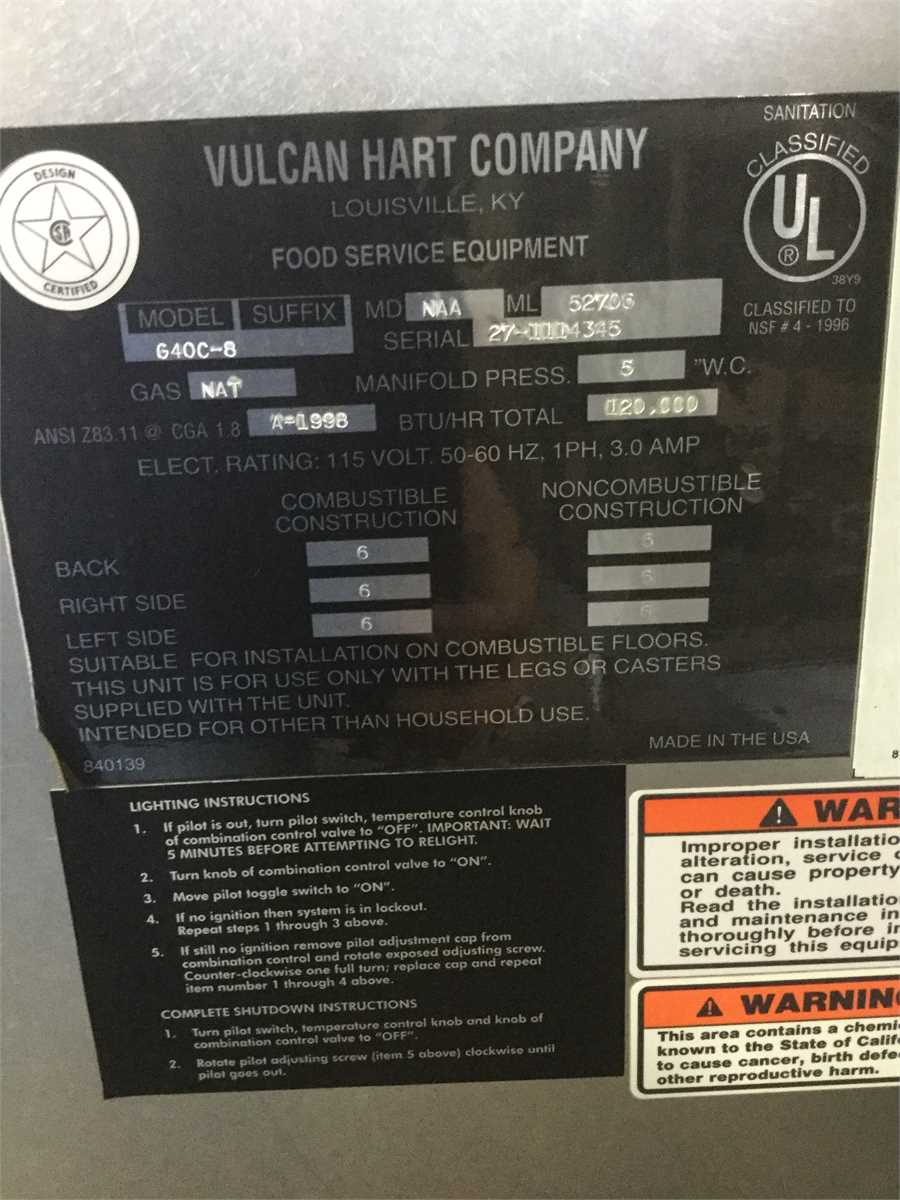 SANITATION
CLASSIFIED
UL
®
38Y9
CLASSIFIED TO
NSF # 4 - 1996
DESIGN
CERTIFIED
VULCAN HART COMPANY
LOUISVILLE, KY
FOOD SERVICE EQUIPMENT
MODEL SUFFIX MD NAA ML 52706
G40C-8 SERIAL
GAS NAT MANIFOLD PRESS. 5 "W.C.
ANSI Z83.11 @ CGA 1.8 A-1998 BTU/HR TOTAL 120,000
ELECT. RATING: 115 VOLT. 50-60 HZ, 1PH, 3.0 AMP
COMBUSTIBLE CONSTRUCTION NONCOMBUSTIBLE CONSTRUCTION
BACK 6 6
RIGHT SIDE 6 6
LEFT SIDE 6 6
SUITABLE FOR INSTALLATION ON COMBUSTIBLE FLOORS.
THIS UNIT IS FOR USE ONLY WITH THE LEGS OR CASTERS
SUPPLIED WITH THE UNIT.
INTENDED FOR OTHER THAN HOUSEHOLD USE.
MADE IN THE USA
840139
LIGHTING INSTRUCTIONS
1. If pilot is out, turn pilot switch, temperature control knob
of combination control valve to "OFF". IMPORTANT: WAIT
5 MINUTES BEFORE ATTEMPTING TO RELIGHT.
2. Turn knob of combination control valve to "ON".
3. Move pilot toggle switch to "ON".
4. If no ignition then system is in lockout.
Repeat steps 1 through 3 above.
5. If still no ignition remove pilot adjustment cap from
combination control and rotate exposed adjusting screw.
Counter-clockwise one full turn; replace cap and repeat
item number 1 through 4 above.
COMPLETE SHUTDOWN INSTRUCTIONS
1. Turn pilot switch, temperature control knob and knob of
combination control valve to "OFF".
2. Rotate pilot adjusting screw (item 5 above) clockwise until
pilot goes out.
WAR
Improper installatio
alteration, service
can cause property
or death.
Read the installatio
and maintenance in
thoroughly before in
servicing this equip
WARNIN
This area contains a chemi
known to the State of Calif
to cause cancer, birth defe
other reproductive harm.